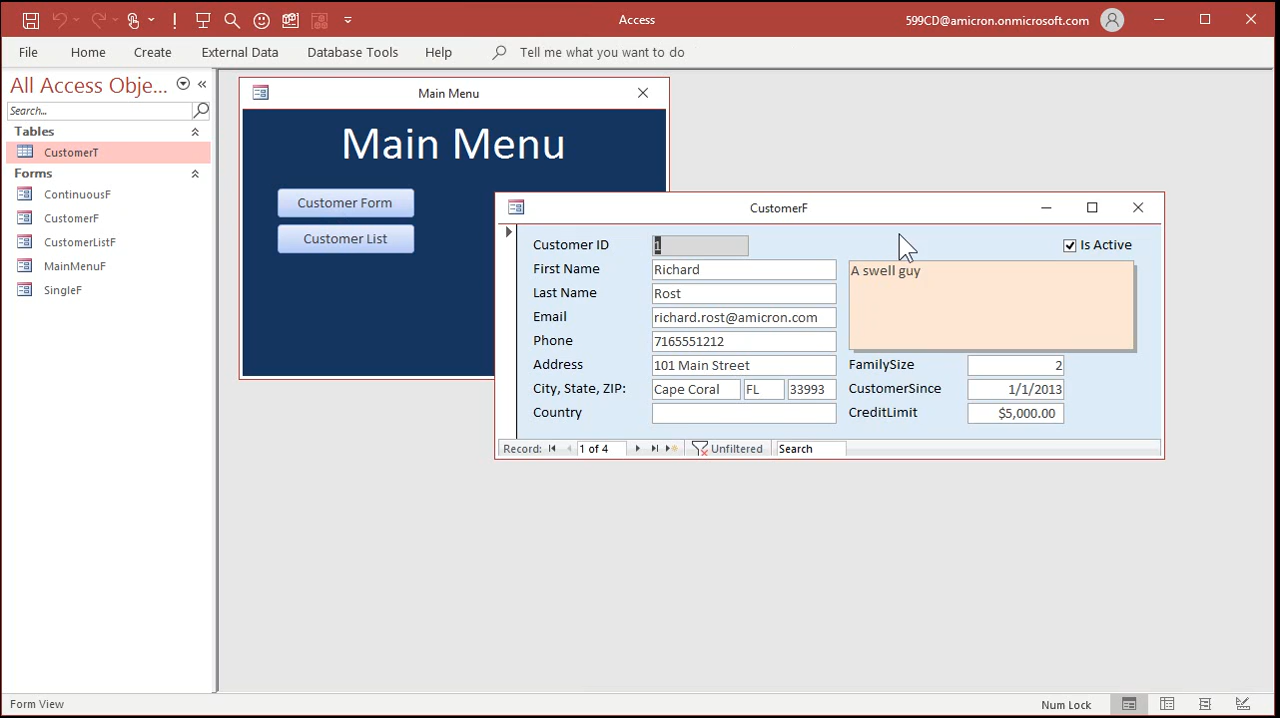 Access
599CD@amicron.onmicrosoft.com
File Home Create External Data Database Tools Help Tell me what you want to do
All Access Obje...
Search...
Tables
CustomerT
Forms
ContinuousF
CustomerF
CustomerListF
MainMenuF
SingleF
Main Menu
Main Menu
Customer Form
Customer List
CustomerF
Customer ID 1 Is Active
First Name Richard A swell guy
Last Name Rost
Email richard.rost@amicron.com
Phone 7165551212
Address 101 Main Street FamilySize 2
City, State, ZIP: Cape Coral FL 33993 CustomerSince 1/1/2013
Country CreditLimit $5,000.00
Record: 1 of 4 Unfiltered Search
Form View Num Lock